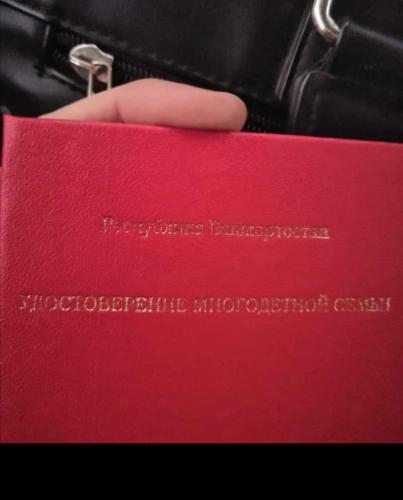 Республика Башкортостан
УДОСТОВЕРЕНИЕ МНОГОДЕТНОЙ СЕМЬИ